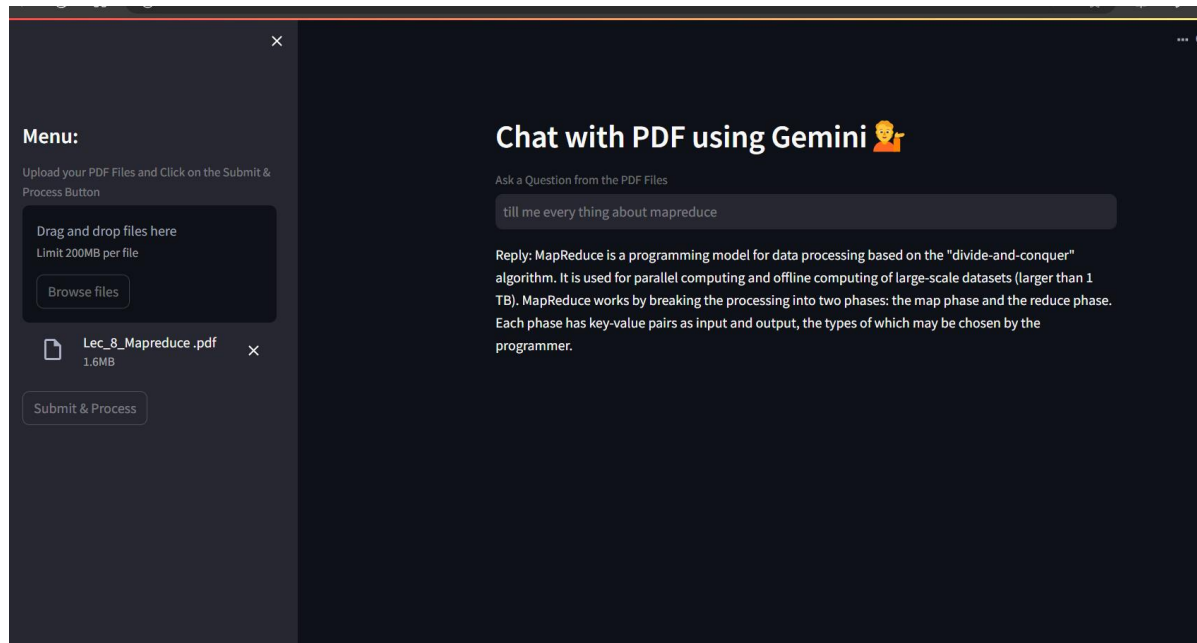 Menu:
Upload your PDF Files and Click on the Submit &
Process Button
Drag and drop files here
Limit 200MB per file
Browse files
Lec_8_Mapreduce .pdf
1.6MB
Submit & Process
Chat with PDF using Gemini
Ask a Question from the PDF Files
till me every thing about mapreduce
Reply: MapReduce is a programming model for data processing based on the "divide-and-conquer"
algorithm. It is used for parallel computing and offline computing of large-scale datasets (larger than 1
TB). MapReduce works by breaking the processing into two phases: the map phase and the reduce phase.
Each phase has key-value pairs as input and output, the types of which may be chosen by the
programmer.